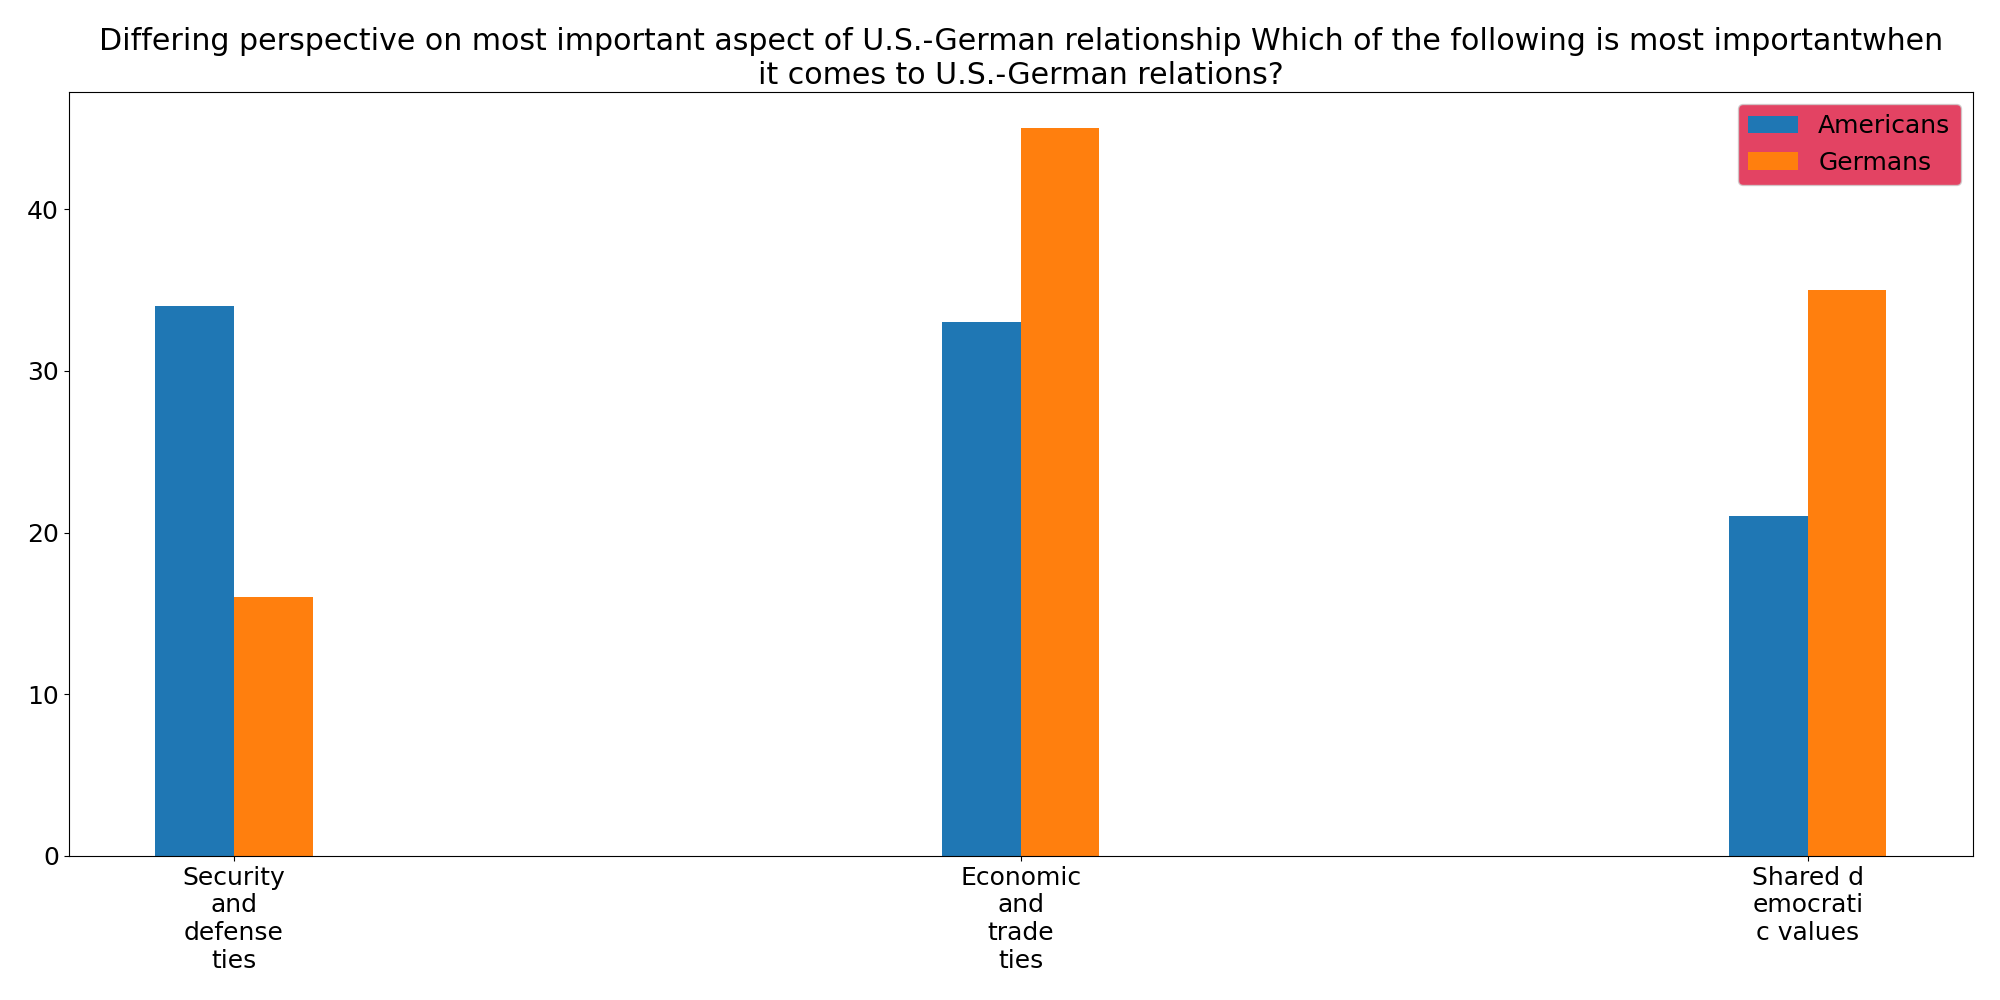 Differing perspective on most important aspect of U.S.-German relationship Which of the following is most importantwhen
it comes to U.S.-German relations?
Americans
Germans
40
30
20
10
0
Security
and
defense
ties
Economic
and
trade
ties
Shared d
emocrati
c values